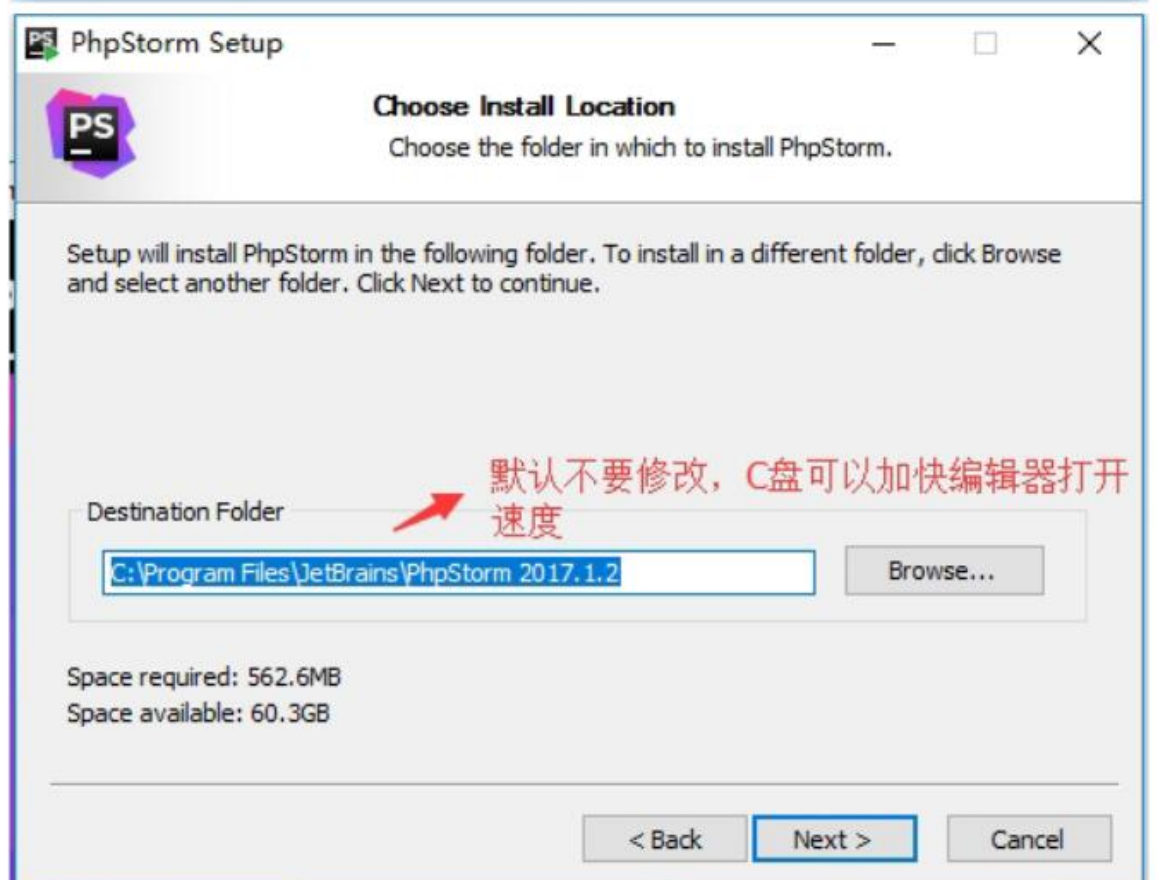 PhpStorm Setup
PS
Choose Install Location
Choose the folder in which to install PhpStorm.
Setup will install PhpStorm in the following folder. To install in a different folder, click Browse
and select another folder. Click Next to continue.
默认不要修改，C盘可以加快编辑器打开
速度
Destination Folder
C:\Program Files\JetBrains\PhpStorm 2017.1.2
Browse...
Space required: 562.6MB
Space available: 60.3GB
< Back
Next >
Cancel